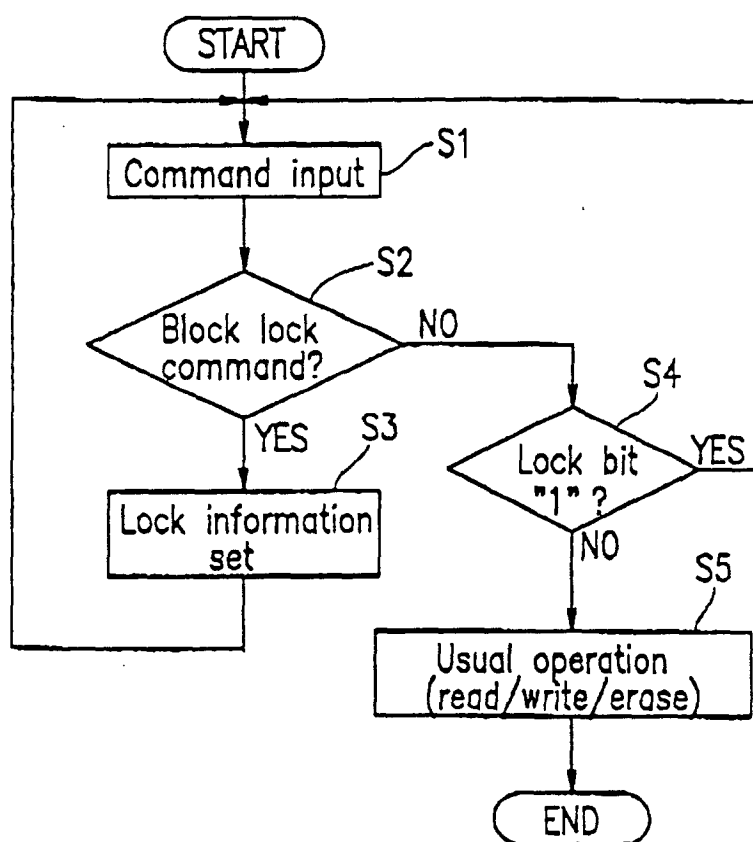 START
Command input
S1
Block lock
command?
S2
NO
YES
Lock information
set
S3
Lock bit
"1"?
S4
YES
NO
Usual operation
(read/write/erase)
S5
END